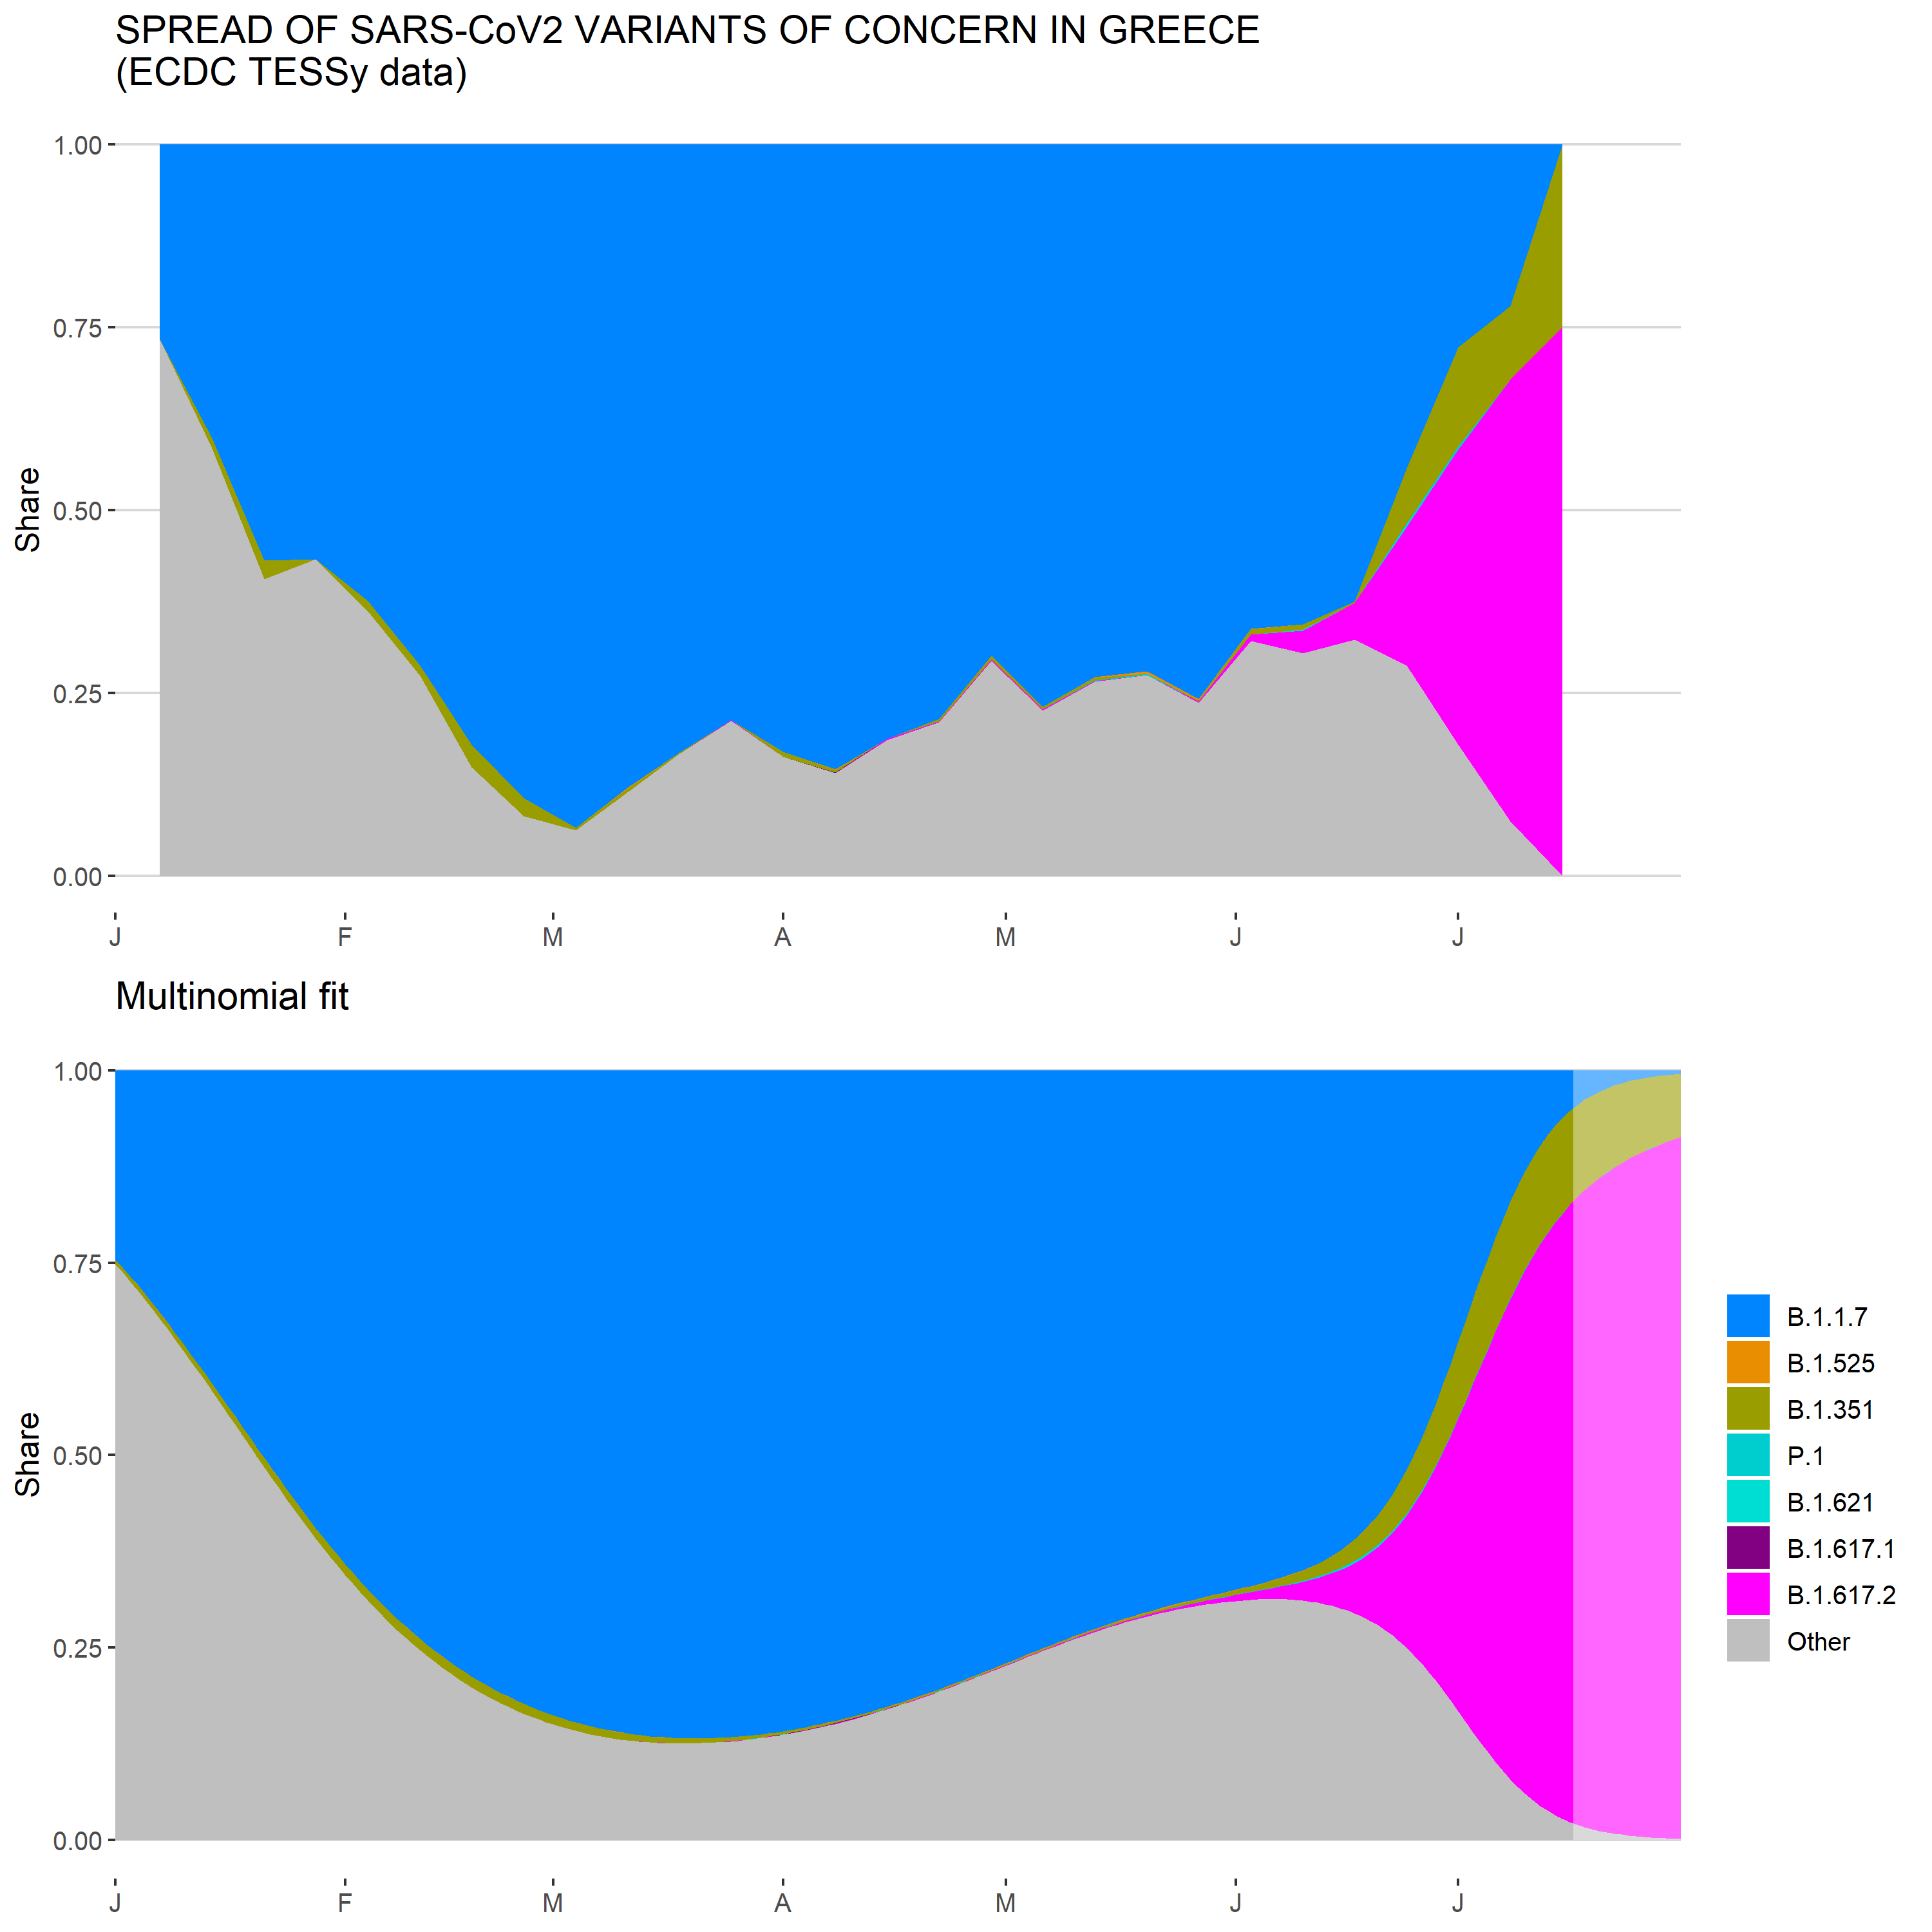 SPREAD OF SARS-CoV2 VARIANTS OF CONCERN IN GREECE
(ECDC TESSy data)
1.00
0.75
0.50
0.25
0.00
Share
J F M A M J J
Multinomial fit
1.00
0.75
0.50
0.25
0.00
Share
J F M A M J J
B.1.1.7
B.1.525
B.1.351
P.1
B.1.621
B.1.617.1
B.1.617.2
Other